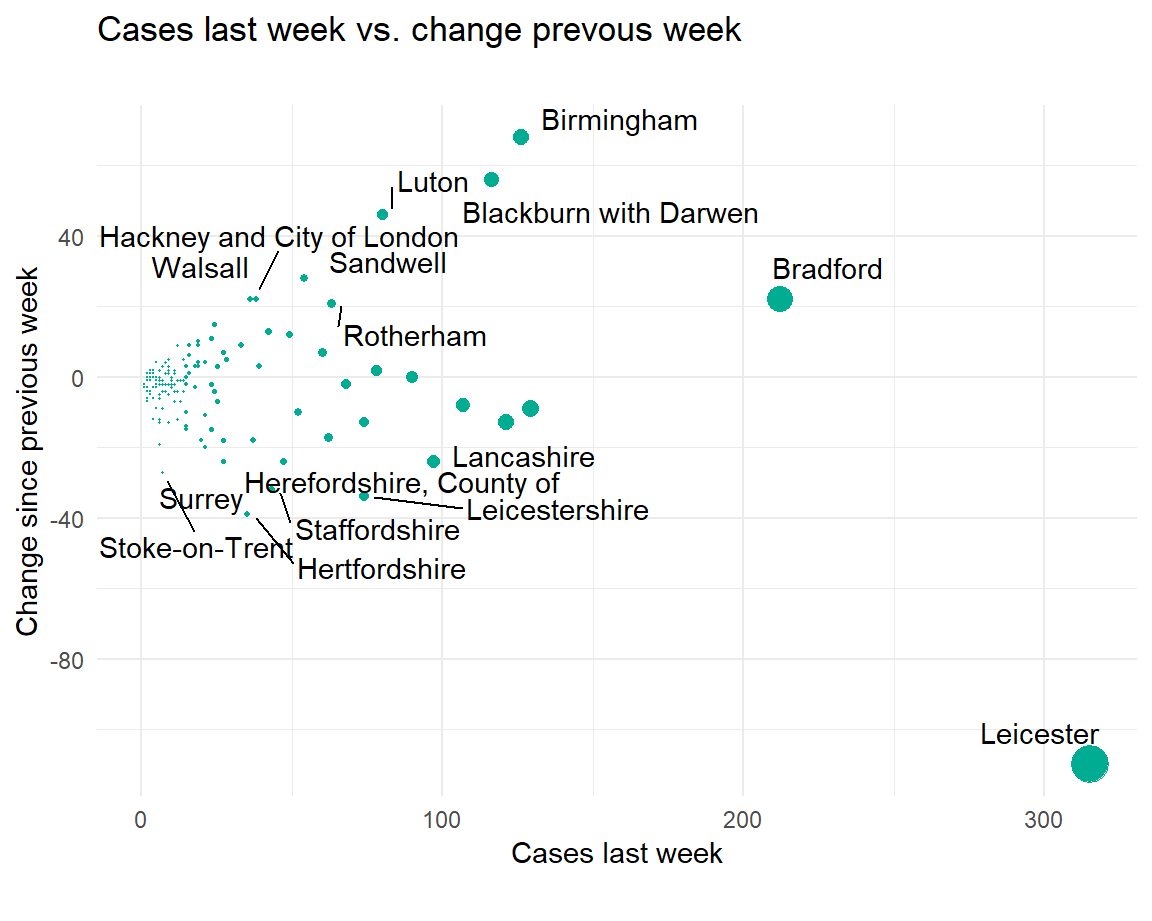 Cases last week vs. change prevous week
Birmingham
Luton
Blackburn with Darwen
Hackney and City of London
Walsall
Sandwell
Bradford
Rotherham
Lancashire
Herefordshire, County of
Surrey
Leicestershire
Staffordshire
Stoke-on-Trent
Hertfordshire
Leicester
40
0
-40
-80
Change since previous week
0
100
200
300
Cases last week